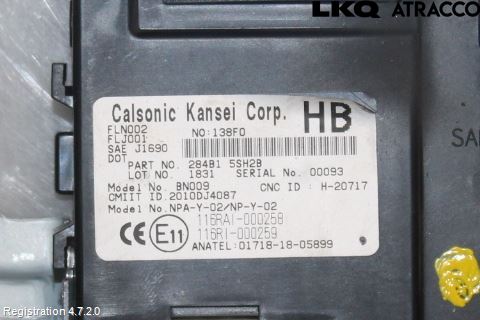 LKQ ATRACCO
Calsonic Kansei Corp. HB
FLN002 NO:138F0
FLJ001
SAE J1690
DOT
PART NO. 284B1 5SH2B
LOT NO. 1831 SERIAL No. 00093
Model No. BN009 CNC ID : H-20717
CMIIT ID.2010DJ4087
Model No.-NPA-Y-02/NP-Y-02
116RAI-000258
CE E11 116RI-000259
ANATEL:01718-18-05899
SAE
Registration 4.7.2.0